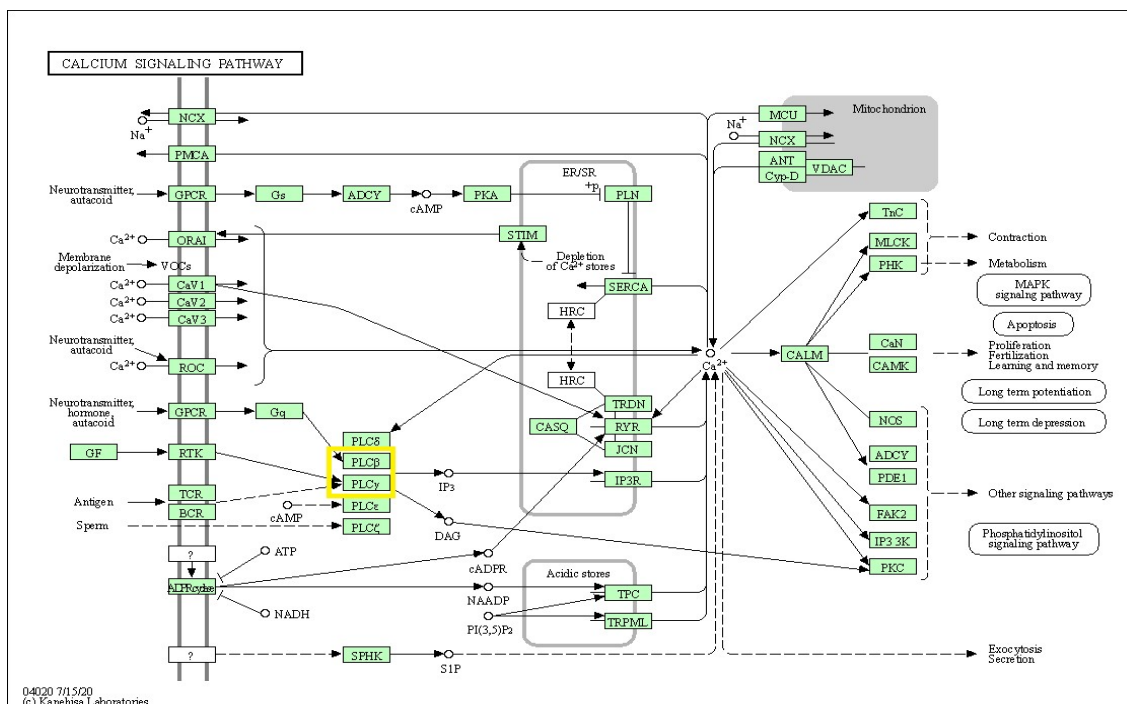 CALCIUM SIGNALING PATHWAY
NCX
Na+
PMCA
Neurotransmitter,
autacoid
GPCR
Gs
ADCY
cAMP
PKA
ER/SR
+p
PLN
Ca2+
ORAI
STIM
Depletion
of Ca2+ stores
Membrane
depolarization
VOCs
Ca2+
CaV1
Ca2+
CaV2
Ca2+
CaV3
SERCA
HRC
Neurotransmitter,
autacoid
Ca2+
ROC
HRC
Neurotransmitter,
hormone,
autacoid
GPCR
Gq
TRDN
CASQ
RYR
JCN
GF
RTK
PLCδ
PLCβ
PLCγ
PLCε
PLCζ
IP3
IP3R
Antigen
TCR
BCR
cAMP
Sperm
DAG
?
ATP
cADPR
NADH
NAADP
PI(3,5)P2
Acidic stores
TPC
TRPML
?
SPHK
S1P
MCU
Mitochondrion
Na+
NCX
ANT
Cyp-D
VDAC
Ca2+
CALM
TnC
MLCK
PHK
Contraction
Metabolism
MAPK
signaling pathway
Apoptosis
CaN
CAMK
Proliferation
Fertilization
Learning and memory
Long term potentiation
Long term depression
NOS
ADCY
PDE1
FAK2
IP3 3K
PKC
Other signaling pathways
Phosphatidylinositol
signaling pathway
Exocytosis
Secretion
04020 7/15/20
(c) Kanehisa Laboratories